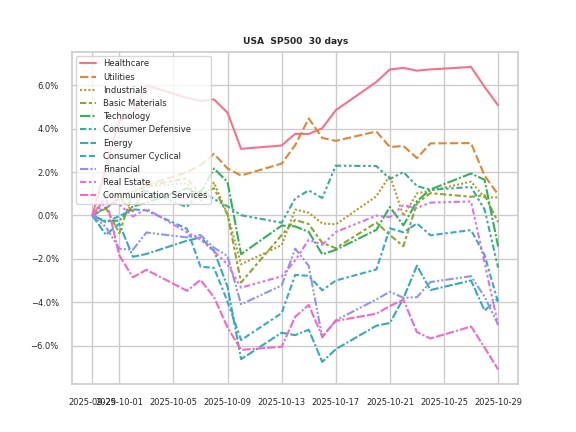 USA SP500 30 days
Healthcare
Utilities
Industrials
Basic Materials
Technology
Consumer Defensive
Energy
Consumer Cyclical
Financial
Real Estate
Communication Services
6.0%
4.0%
2.0%
0.0%
−2.0%
−4.0%
−6.0%
2025-09-29 2025-10-01 2025-10-05 2025-10-09 2025-10-13 2025-10-17 2025-10-21 2025-10-25 2025-10-29